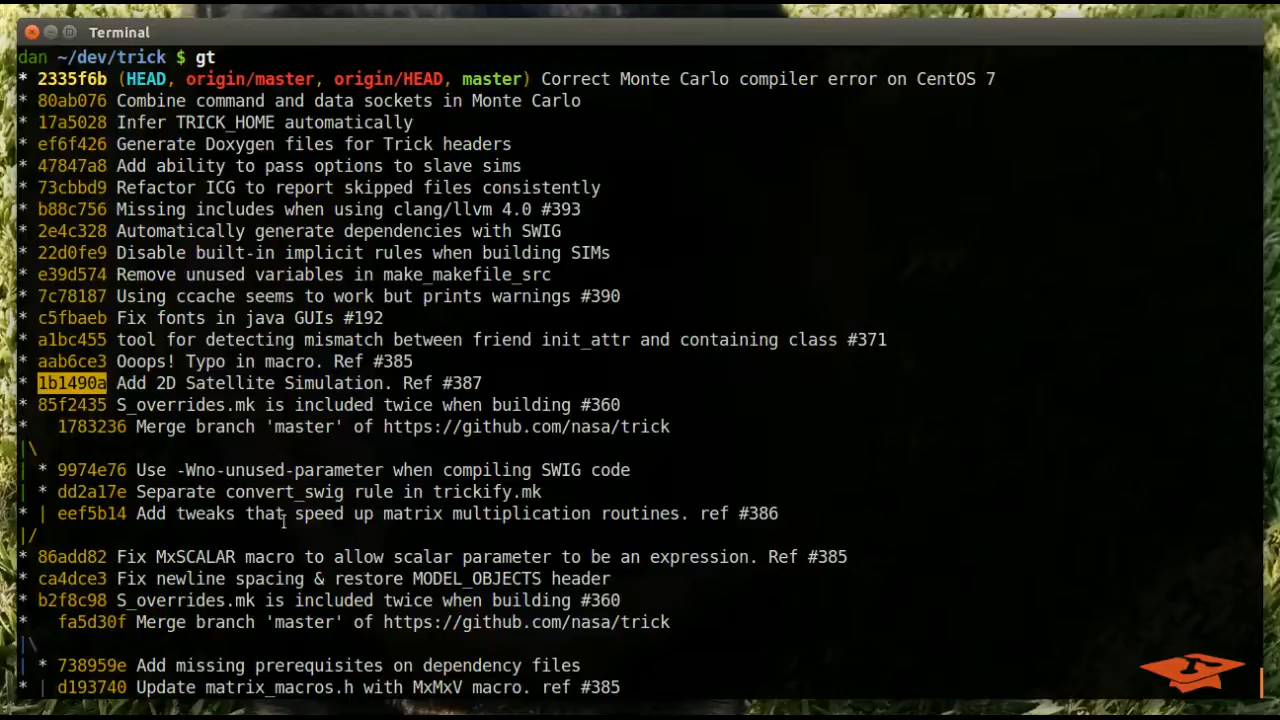 Terminal
dan ~/dev/trick $ gt
* 2335f6b (HEAD, origin/master, origin/HEAD, master) Correct Monte Carlo compiler error on CentOS 7
* 80ab076 Combine command and data sockets in Monte Carlo
* 17a5028 Infer TRICK_HOME automatically
* ef6f426 Generate Doxygen files for Trick headers
* 47847a8 Add ability to pass options to slave sims
* 73cbbd9 Refactor ICG to report skipped files consistently
* b88c756 Missing includes when using clang/llvm 4.0 #393
* 2e4c328 Automatically generate dependencies with SWIG
* 22d0fe9 Disable built-in implicit rules when building SIMs
* e39d574 Remove unused variables in make_makefile_src
* 7c78187 Using ccache seems to work but prints warnings #390
* c5fbaeb Fix fonts in java GUIs #192
* a1bc455 tool for detecting mismatch between friend init_attr and containing class #371
* aab6ce3 Ooops! Typo in macro. Ref #385
* 1b1490a Add 2D Satellite Simulation. Ref #387
* 85f2435 S_overrides.mk is included twice when building #360
*   1783236 Merge branch 'master' of https://github.com/nasa/trick
|\
| * 9974e76 Use -Wno-unused-parameter when compiling SWIG code
| * dd2a17e Separate convert_swig rule in trickify.mk
* | eef5b14 Add tweaks that speed up matrix multiplication routines. ref #386
|/
* 86add82 Fix MxSCALAR macro to allow scalar parameter to be an expression. Ref #385
* ca4dce3 Fix newline spacing & restore MODEL_OBJECTS header
* b2f8c98 S_overrides.mk is included twice when building #360
*   fa5d30f Merge branch 'master' of https://github.com/nasa/trick
|\
| * 738959e Add missing prerequisites on dependency files
* | d193740 Update matrix_macros.h with MxMxV macro. ref #385